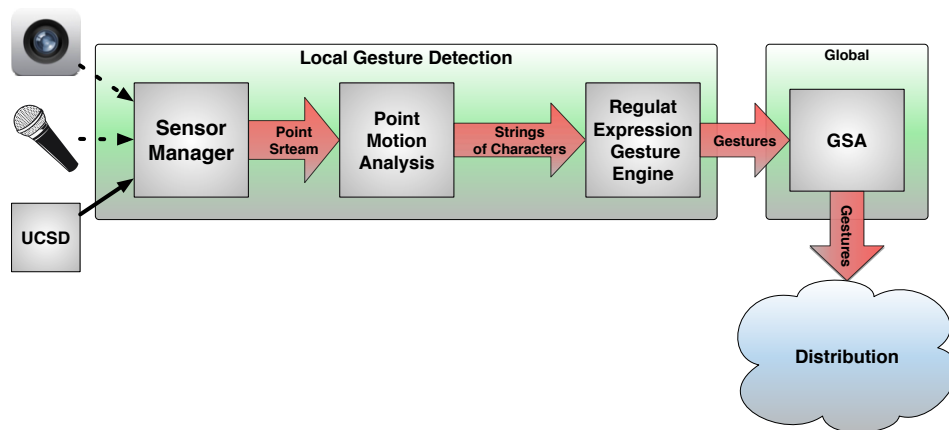 Local Gesture Detection
Global
Sensor
Manager
Point
Srteam
Point
Motion
Analysis
Strings
of Characters
Regulat
Expression
Gesture
Engine
Gestures
GSA
UCSD
Gestures
Distribution